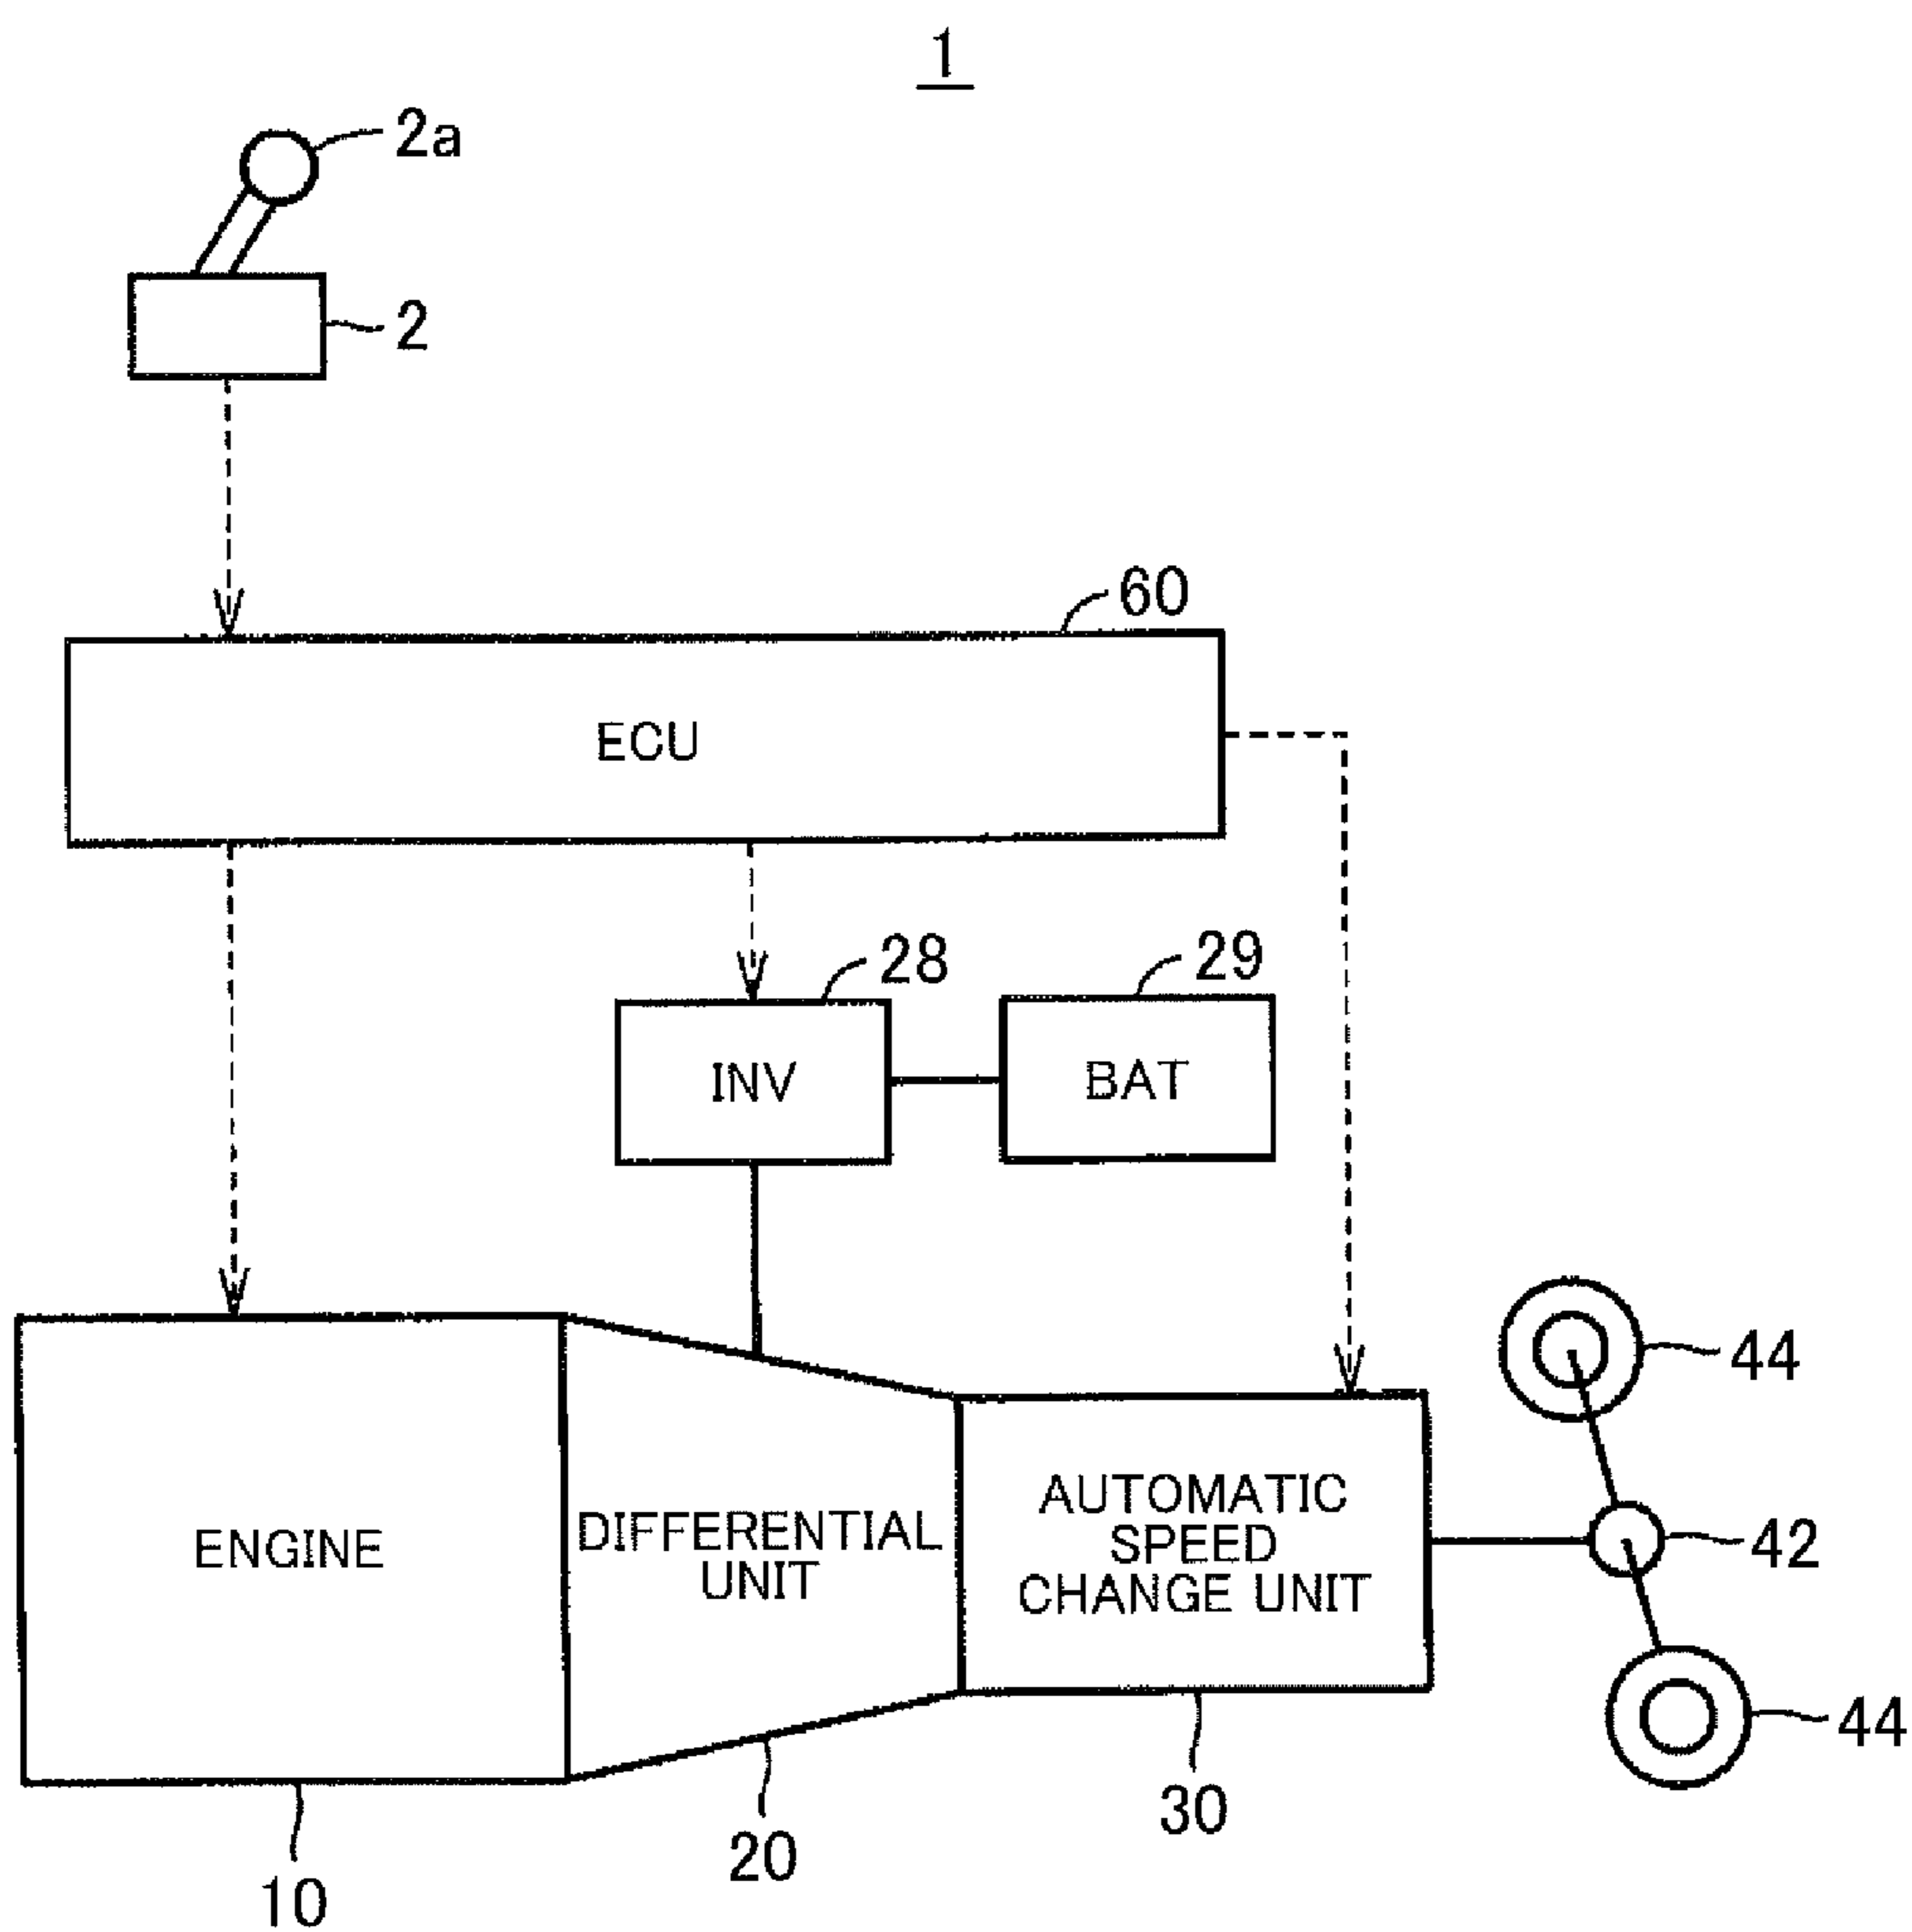 1
2a
2
60
ECU
28
29
INV
BAT
44
ENGINE
DIFFERENTIAL
UNIT
AUTOMATIC
SPEED
CHANGE UNIT
42
44
10
20
30